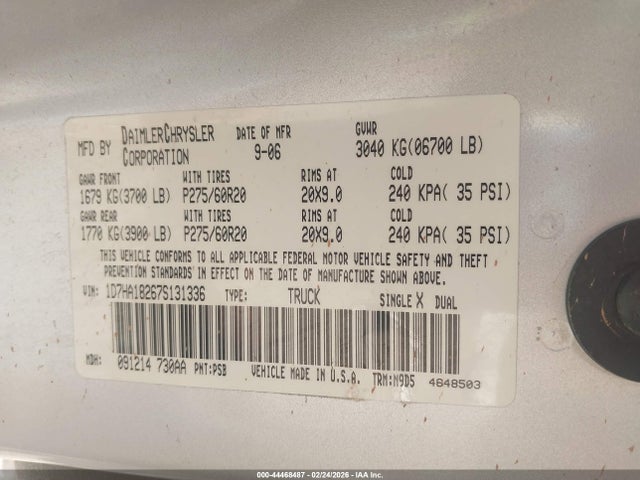 MFD BY DAIMLERCHRYSLER CORPORATION DATE OF MFR 9-06 GVWR 3040 KG(06700 LB)
GAWR FRONT WITH TIRES RIMS AT COLD
1679 KG(3700 LB) P275/60R20 20X9.0 240 KPA( 35 PSI)
GAWR REAR WITH TIRES RIMS AT COLD
1770 KG(3900 LB) P275/60R20 20X9.0 240 KPA( 35 PSI)
THIS VEHICLE CONFORMS TO ALL APPLICABLE FEDERAL MOTOR VEHICLE SAFETY AND THEFT
PREVENTION STANDARDS IN EFFECT ON THE DATE OF MANUFACTURE SHOWN ABOVE.
VIN: 1D7HA18267S131336 TYPE: TRUCK SINGLE X DUAL
MDH: 091214 730AA PNT:PSB VEHICLE MADE IN U.S.A. TRM:N9D5 4648503
000-44468487 - 02/24/2026 - IAA Inc.